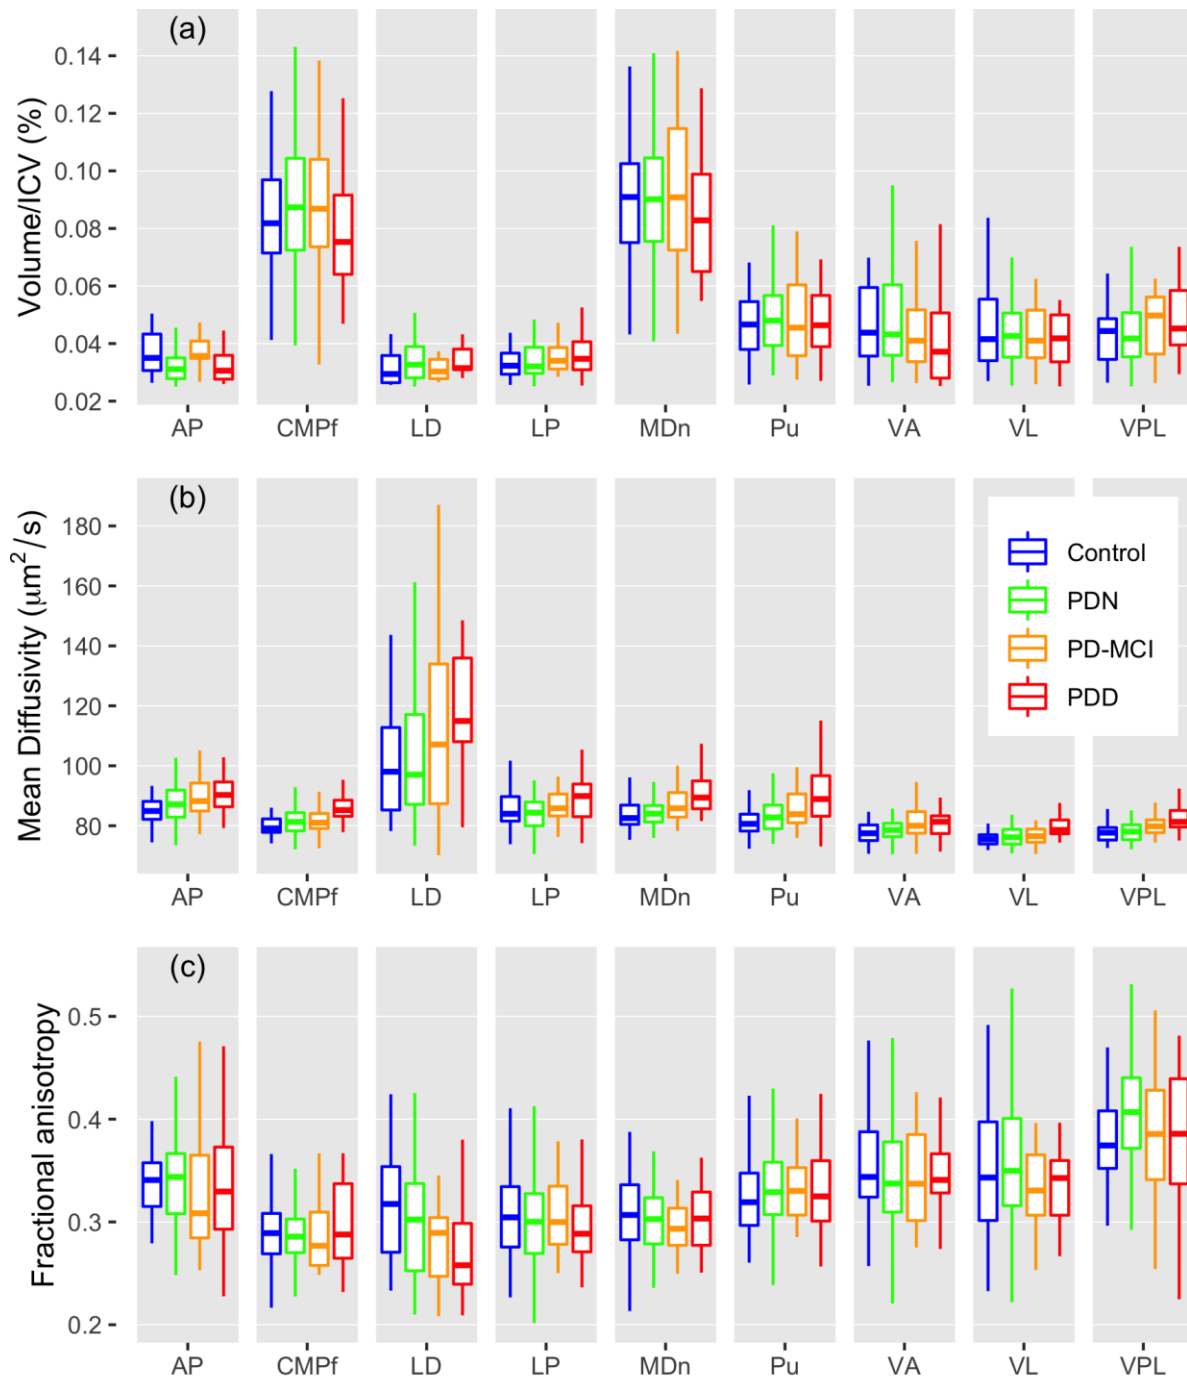 (a)
Volume/ICV (%)
0.14
0.12
0.10
0.08
0.06
0.04
0.02
AP CMPf LD LP MDn Pu VA VL VPL
(b)
Mean Diffusivity (μm²/s)
180
160
140
120
100
80
Control
PDN
PD-MCI
PDD
AP CMPf LD LP MDn Pu VA VL VPL
(c)
Fractional anisotropy
0.5
0.4
0.3
0.2
AP CMPf LD LP MDn Pu VA VL VPL